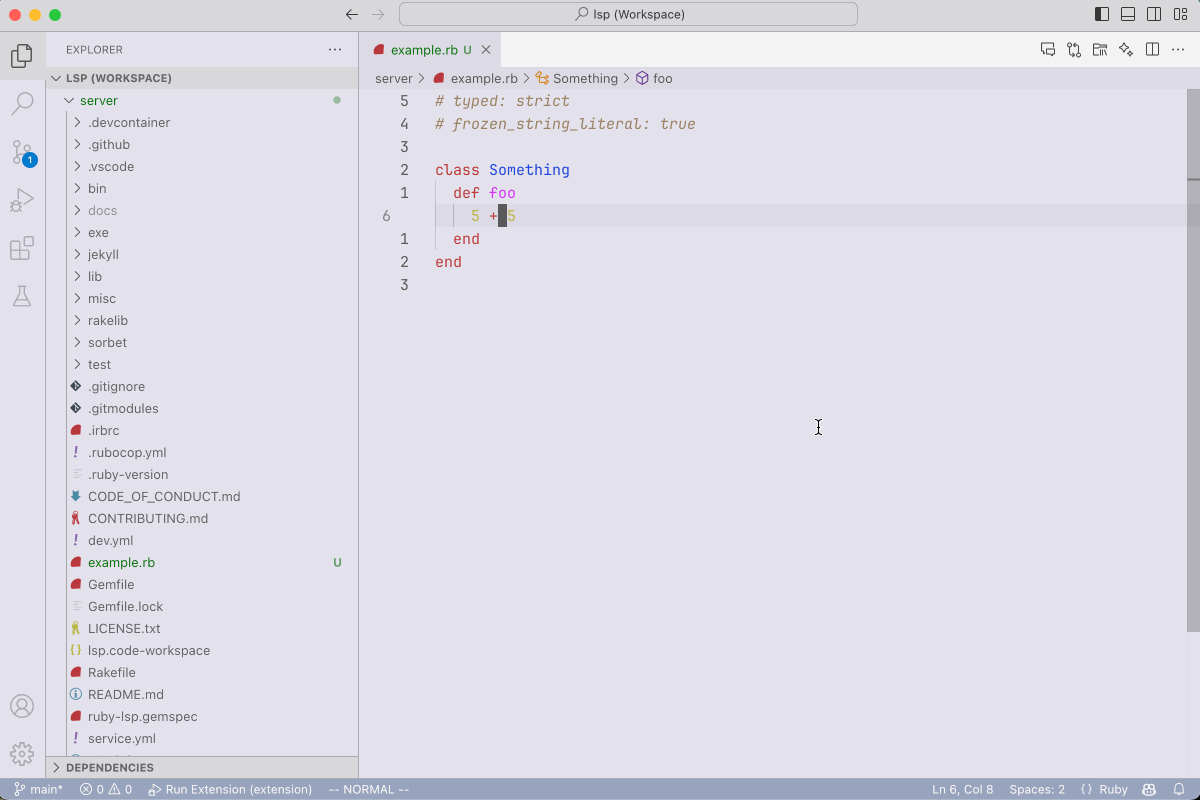 lsp (Workspace)
EXPLORER
LSP (WORKSPACE)
server
.devcontainer
.github
.vscode
bin
docs
exe
jekyll
lib
misc
rakelib
sorbet
test
.gitignore
.gitmodules
.irbrc
.rubocop.yml
.ruby-version
CODE_OF_CONDUCT.md
CONTRIBUTING.md
dev.yml
example.rb U
Gemfile
Gemfile.lock
LICENSE.txt
lsp.code-workspace
Rakefile
README.md
ruby-lsp.gemspec
service.yml
DEPENDENCIES
1
example.rb U
server > example.rb > Something > foo
5 # typed: strict
4 # frozen_string_literal: true
3
2 class Something
1 def foo
6 5 + 5
1 end
2 end
3
main* 0 0 Run Extension (extension) -- NORMAL -- Ln 6, Col 8 Spaces: 2 {} Ruby